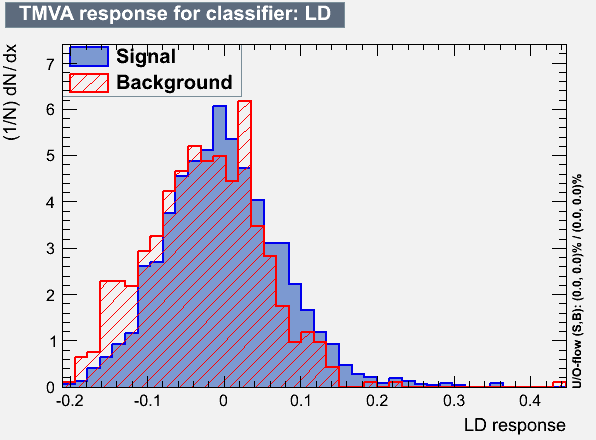 TMVA response for classifier: LD
(1/N) dN / dx
Signal
Background
7
6
5
4
3
2
1
0
-0.2 -0.1 0 0.1 0.2 0.3 0.4
LD response
U/O-flow (S,B): (0.0, 0.0)% / (0.0, 0.0)%